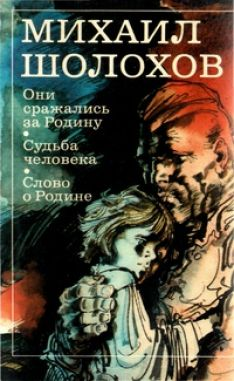 МИХАИЛ
ШОЛОХОВ
Они
сражались
за Родину
•
Судьба
человека
•
Слово
о Родине